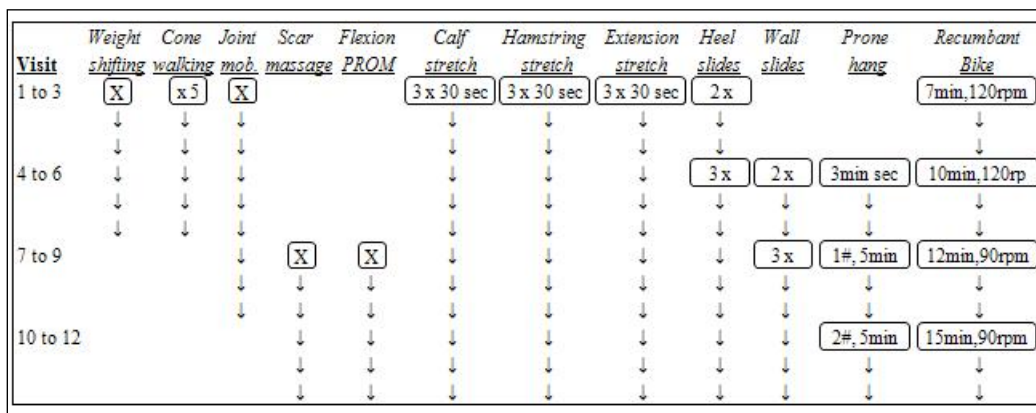 Weight Cone Joint Scar Flexion Calf Hamstring Extension Heel Wall Prone Recumbant
Visit shifting walking mob. massage PROM stretch stretch stretch slides slides hang Bike
1 to 3 X x 5 X 3 x 30 sec 3 x 30 sec 3 x 30 sec 2 x 7min,120rpm
↓ ↓ ↓ ↓ ↓ ↓ ↓ ↓
↓ ↓ ↓ ↓ ↓ ↓ ↓ ↓
4 to 6 ↓ ↓ ↓ ↓ ↓ ↓ 3 x 2 x 3min sec 10min,120rp
↓ ↓ ↓ ↓ ↓ ↓ ↓ ↓ ↓ ↓
↓ ↓ ↓ ↓ ↓ ↓ ↓ ↓ ↓ ↓
7 to 9 ↓ X X ↓ ↓ ↓ ↓ 3 x 1#, 5min 12min,90rpm
↓ ↓ ↓ ↓ ↓ ↓ ↓ ↓ ↓ ↓
↓ ↓ ↓ ↓ ↓ ↓ ↓ ↓ ↓ ↓
10 to 12 ↓ ↓ ↓ ↓ ↓ ↓ ↓ 2#, 5min 15min,90rpm
↓ ↓ ↓ ↓ ↓ ↓ ↓ ↓ ↓
↓ ↓ ↓ ↓ ↓ ↓ ↓ ↓ ↓